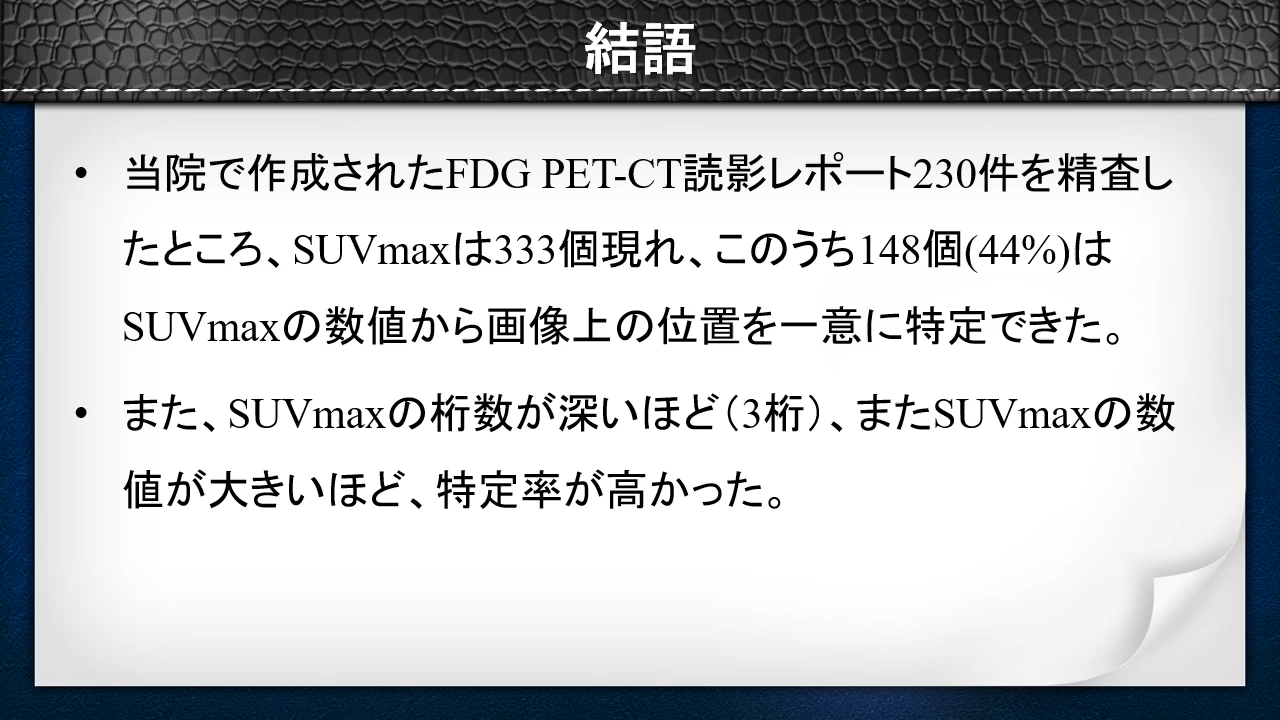 結語
• 当院で作成されたFDG PET-CT読影レポート230件を精査し
たところ、SUVmaxは333個現れ、このうち148個(44%)は
SUVmaxの数値から画像上の位置を一意に特定できた。
• また、SUVmaxの桁数が深いほど（3桁）、またSUVmaxの数
値が大きいほど、特定率が高かった。